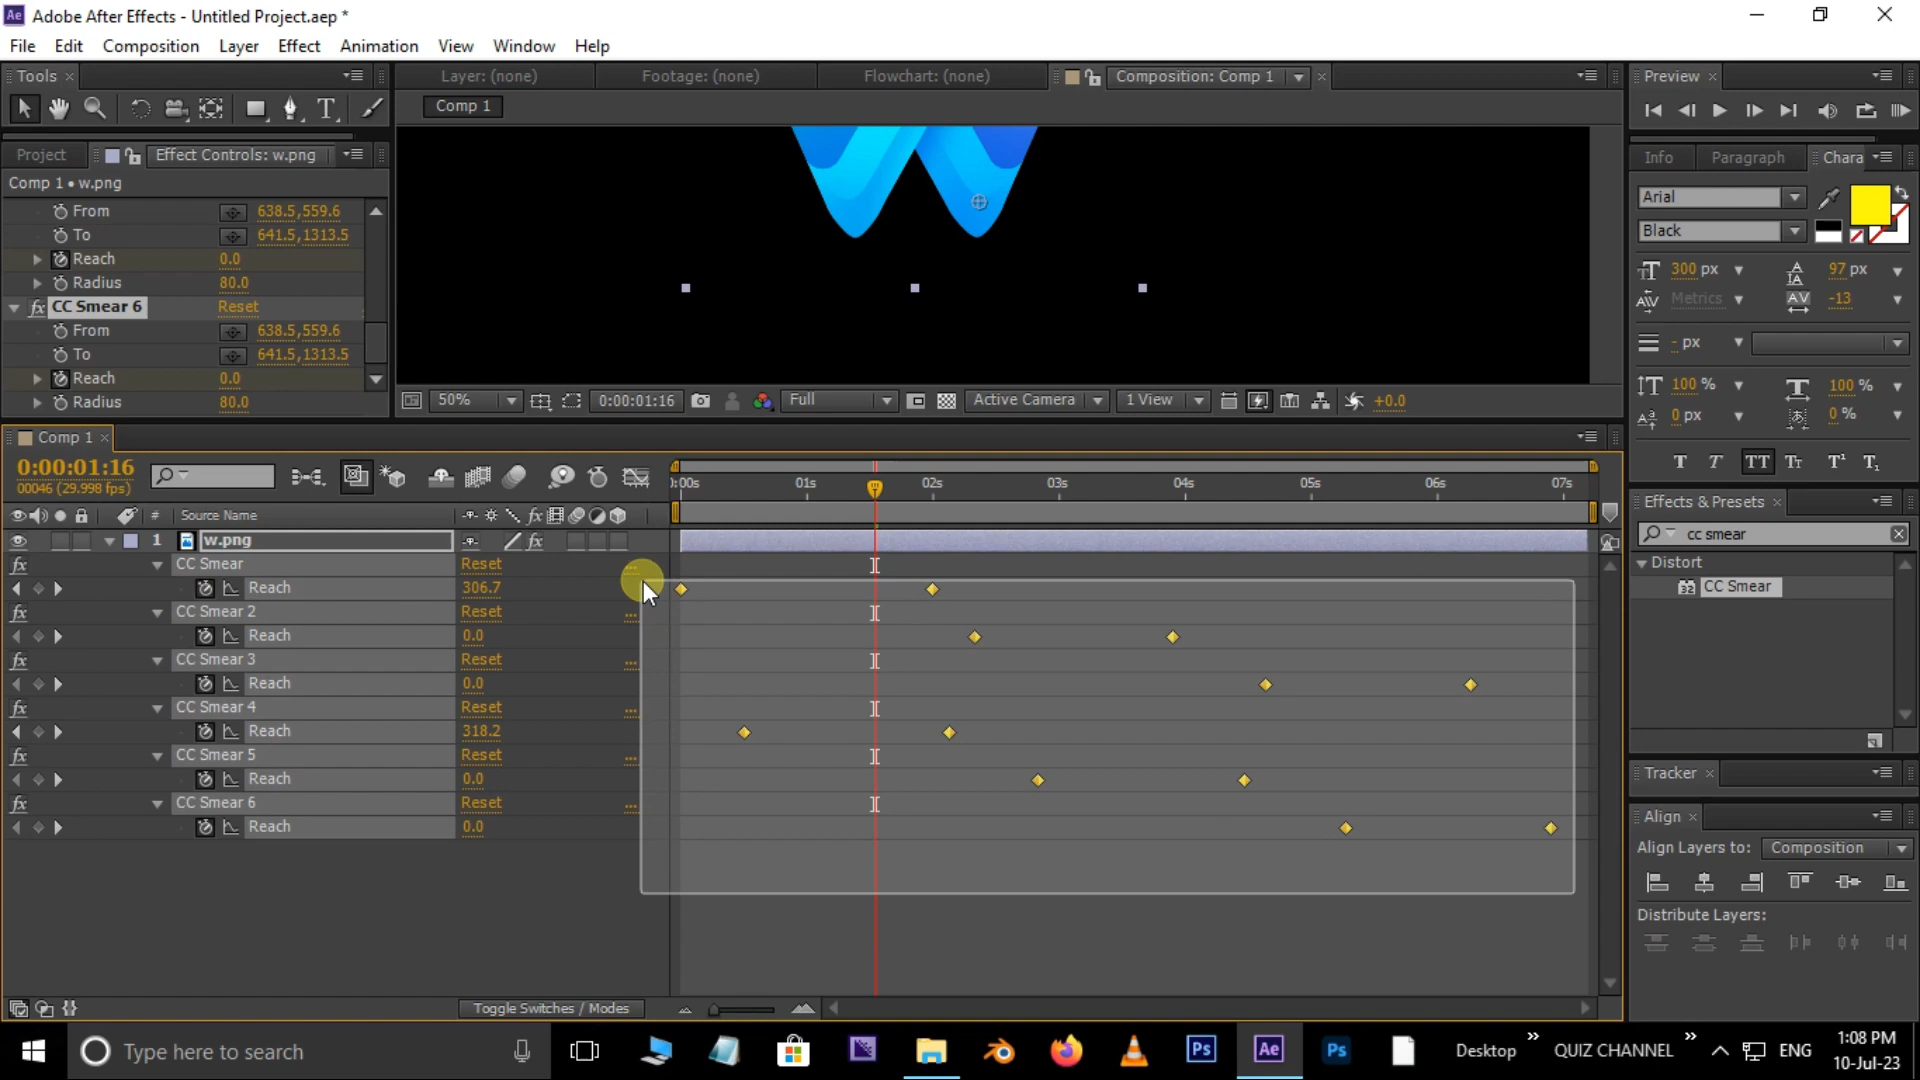 Adobe After Effects - Untitled Project.aep *
File Edit Composition Layer Effect Animation View Window Help
Tools
Layer: (none) Footage: (none) Flowchart: (none) Composition: Comp 1
Preview
Comp 1
Project Effect Controls: w.png
Info Paragraph Chara
Comp 1 • w.png
From 638.5,559.6
To 641.5,1313.5
Reach 0.0
Radius 80.0
CC Smear 6 Reset
From 638.5,559.6
To 641.5,1313.5
Reach 0.0
Radius 80.0
50% 0:00:01:16 Full Active Camera 1 View +0.0
Arial
Black
300 px 97 px
Metrics -13
- px
100 % 100 %
0 px 0 %
Comp 1
0:00:01:16
00046 (29.998 fps)
:00s 01s 02s 03s 04s 05s 06s 07s
# Source Name
1 w.png
CC Smear Reset
Reach 306.7
CC Smear 2 Reset
Reach 0.0
CC Smear 3 Reset
Reach 0.0
CC Smear 4 Reset
Reach 318.2
CC Smear 5 Reset
Reach 0.0
CC Smear 6 Reset
Reach 0.0
Toggle Switches / Modes
Effects & Presets
cc smear
Distort
32 CC Smear
Tracker
Align
Align Layers to: Composition
Distribute Layers:
Type here to search
Desktop
QUIZ CHANNEL
ENG
1:08 PM
10-Jul-23